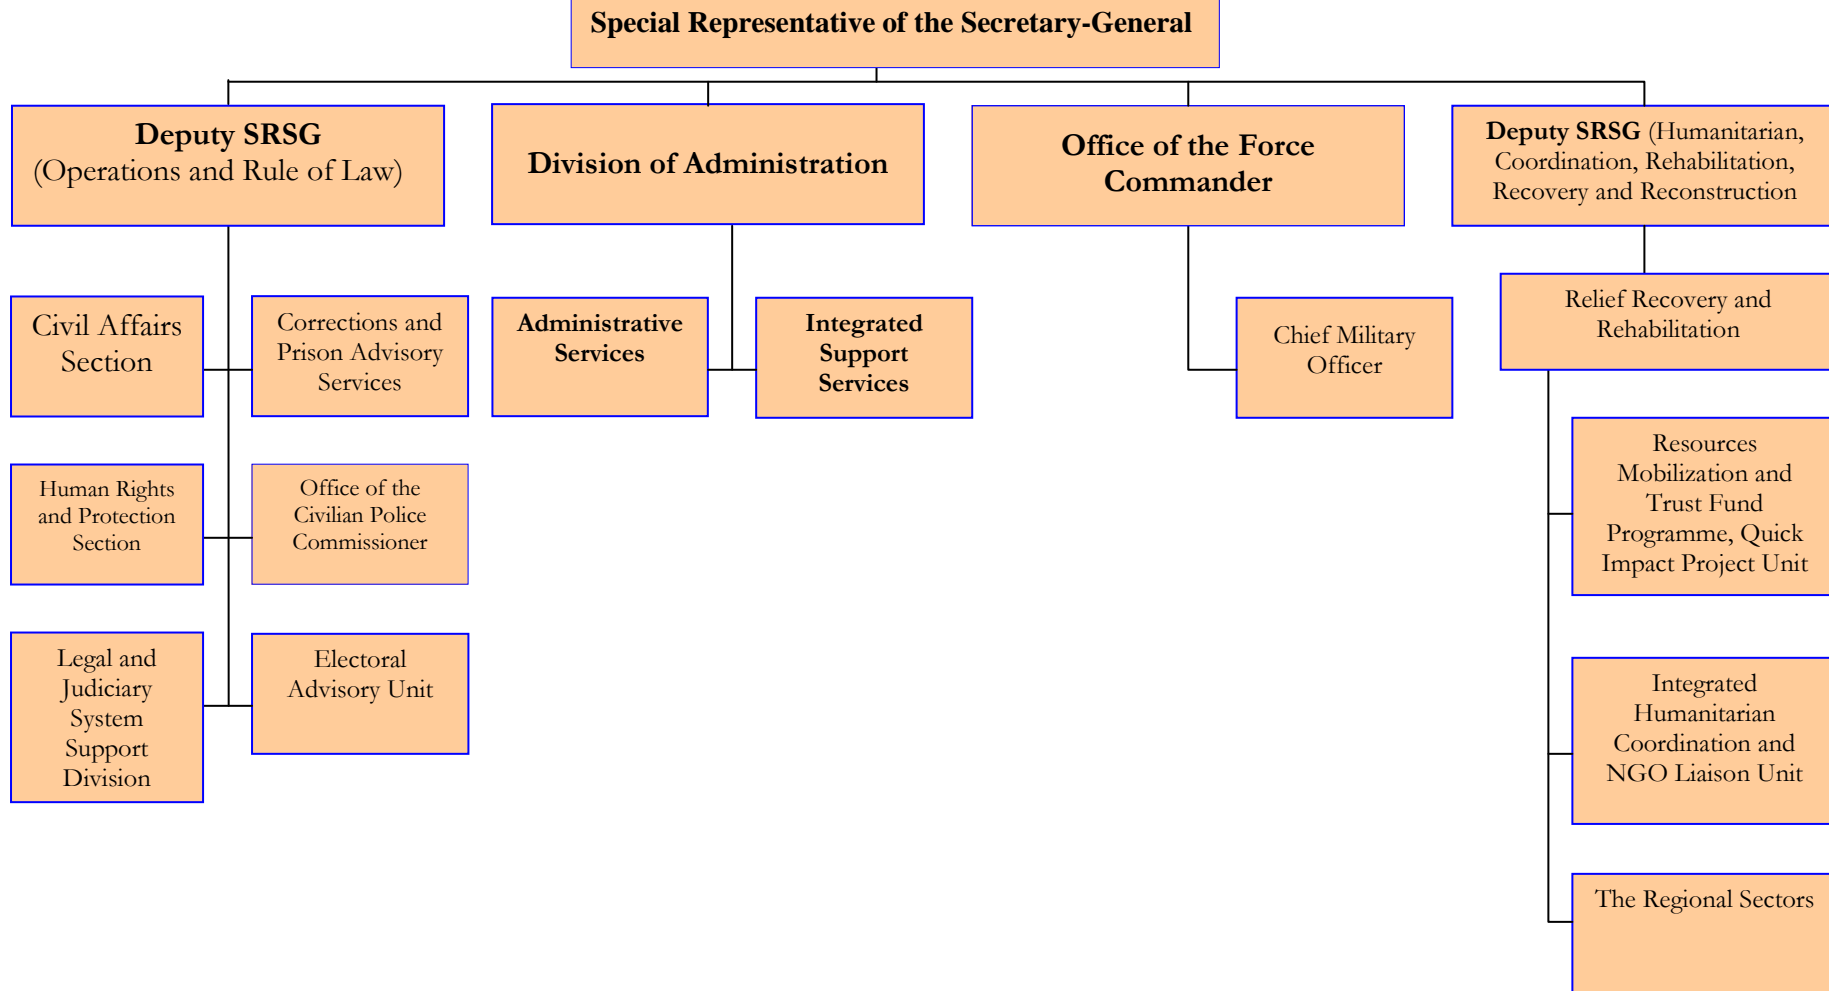 Special Representative of the Secretary-General
Deputy SRSG
(Operations and Rule of Law)
Division of Administration
Office of the Force
Commander
Deputy SRSG (Humanitarian,
Coordination, Rehabilitation,
Recovery and Reconstruction
Civil Affairs
Section
Corrections and
Prison Advisory
Services
Administrative
Services
Integrated
Support
Services
Chief Military
Officer
Relief Recovery and
Rehabilitation
Human Rights
and Protection
Section
Office of the
Civilian Police
Commissioner
Resources
Mobilization and
Trust Fund
Programme, Quick
Impact Project Unit
Legal and
Judiciary
System
Support
Division
Electoral
Advisory Unit
Integrated
Humanitarian
Coordination and
NGO Liaison Unit
The Regional Sectors